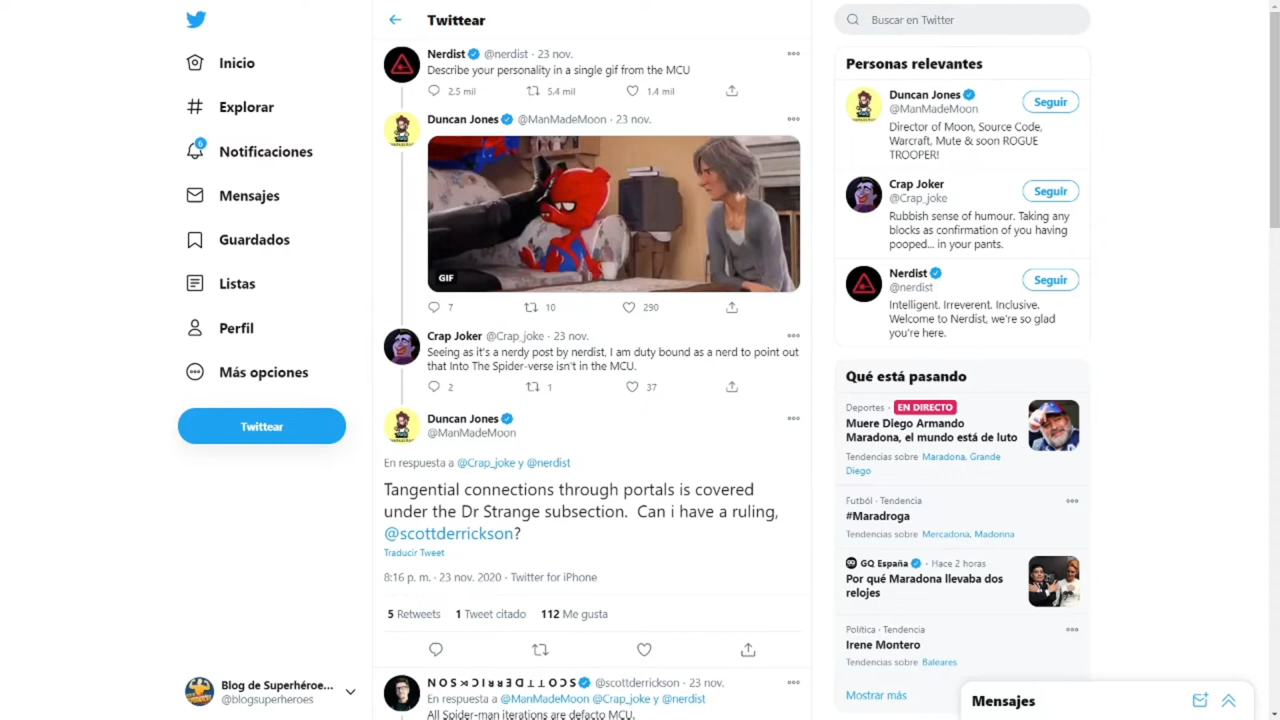 Inicio
Explorar
6
Notificaciones
Mensajes
Guardados
Listas
Perfil
Más opciones
Twittear
Blog de Superhéroe...
@blogsuperheroes
Twittear
Nerdist @nerdist · 23 nov.
Describe your personality in a single gif from the MCU
2.5 mil 5.4 mil 1.4 mil
Duncan Jones @ManMadeMoon · 23 nov.
GIF
7 10 290
Crap Joker @Crap_joke · 23 nov.
Seeing as it's a nerdy post by nerdist, I am duty bound as a nerd to point out
that Into The Spider-verse isn't in the MCU.
2 1 37
Duncan Jones
@ManMadeMoon
En respuesta a @Crap_joke y @nerdist
Tangential connections through portals is covered
under the Dr Strange subsection. Can i have a ruling,
@scottderrickson?
Traducir Tweet
8:16 p. m. · 23 nov. 2020 · Twitter for iPhone
5 Retweets 1 Tweet citado 112 Me gusta
@scottderrickson · 23 nov.
En respuesta a @ManMadeMoon @Crap_joke y @nerdist
All Spider-man iterations are defacto MCU.
Buscar en Twitter
Personas relevantes
Duncan Jones
@ManMadeMoon
Seguir
Director of Moon, Source Code,
Warcraft, Mute & soon ROGUE
TROOPER!
Crap Joker
@Crap_joke
Seguir
Rubbish sense of humour. Taking any
blocks as confirmation of you having
pooped... in your pants.
Nerdist
@nerdist
Seguir
Intelligent. Irreverent. Inclusive.
Welcome to Nerdist, we're so glad
you're here.
Qué está pasando
Deportes · EN DIRECTO
Muere Diego Armando
Maradona, el mundo está de luto
Tendencias sobre Maradona, Grande
Diego
Futból · Tendencia
#Maradroga
Tendencias sobre Mercadona, Madonna
GQ España · Hace 2 horas
Por qué Maradona llevaba dos
relojes
Política · Tendencia
Irene Montero
Tendencias sobre Baleares
Mostrar más
Mensajes